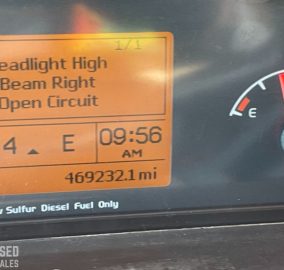 1/1
eadlight High
Beam Right
Open Circuit
4 E 09:56
AM
469232.1 mi
E
Sulfur Diesel Fuel Only
SED
ALES